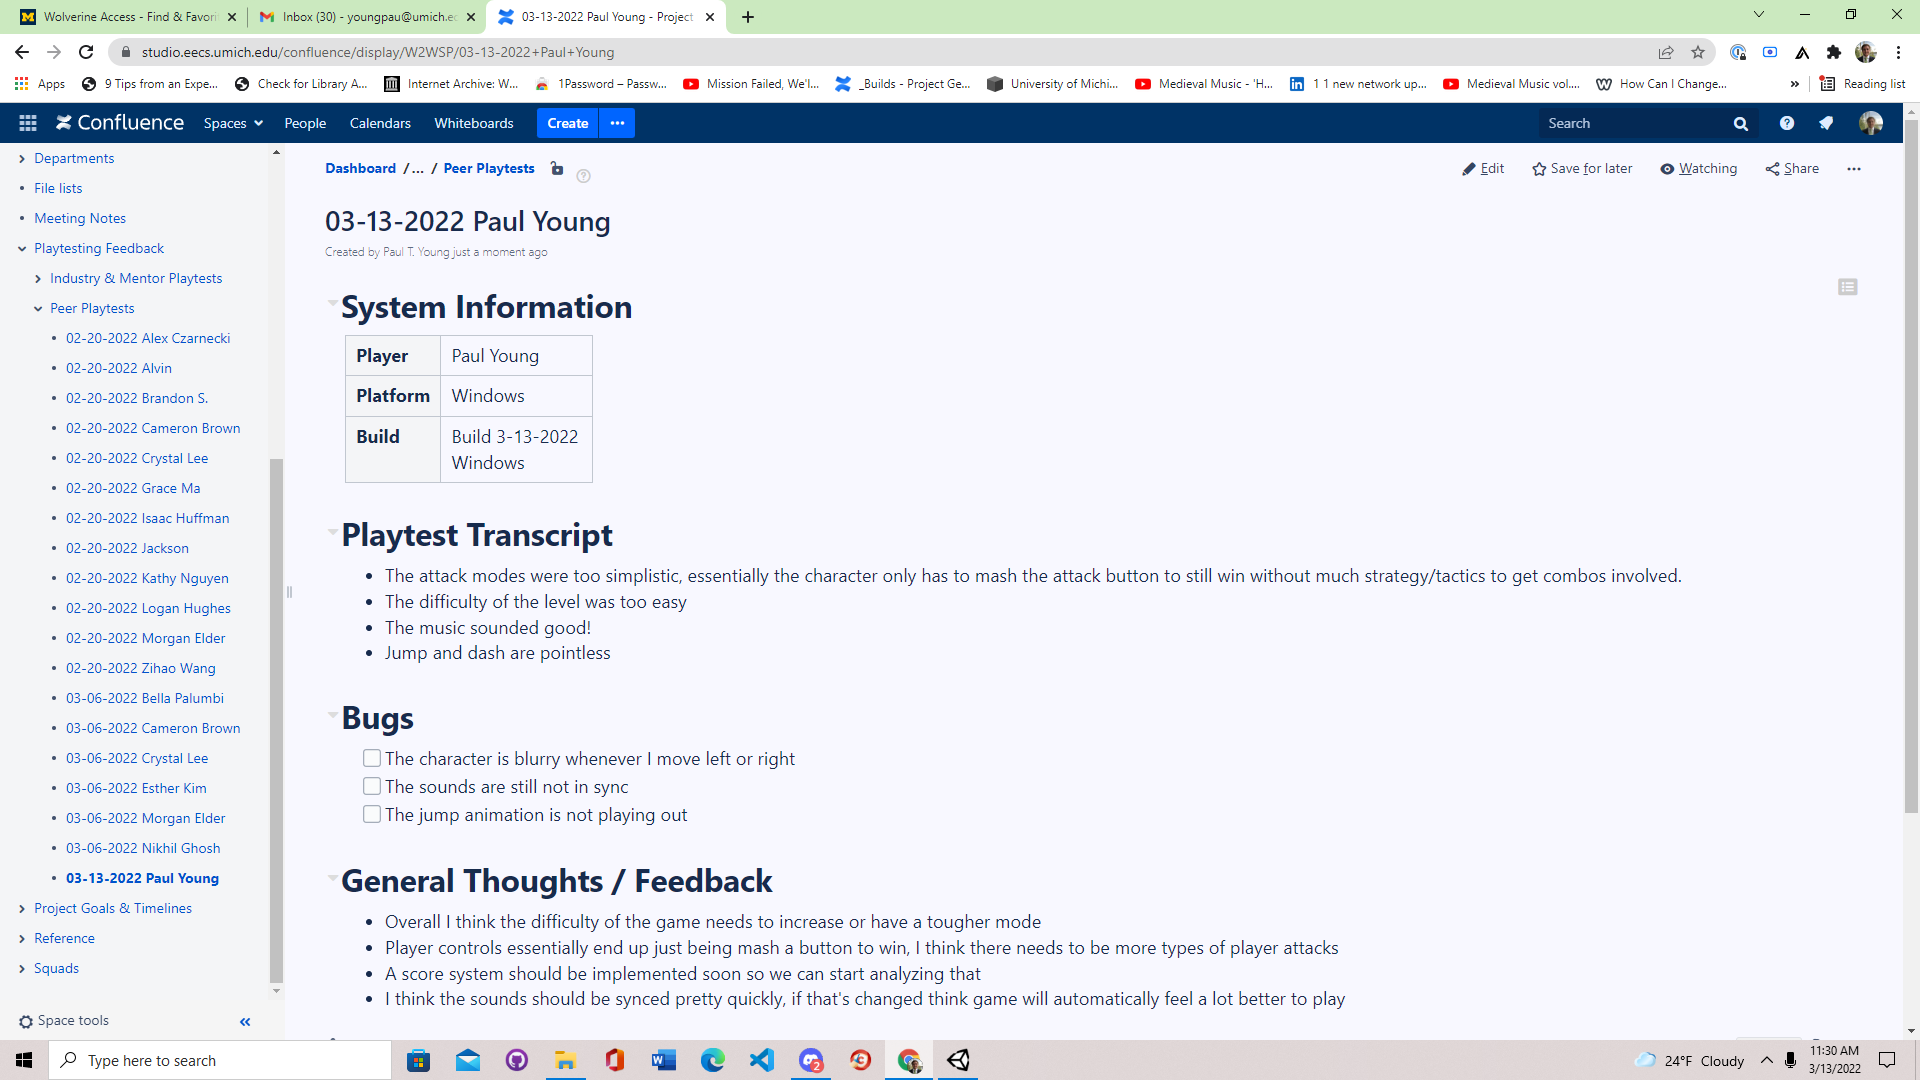 Wolverine Access - Find & Favori
Inbox (30) - youngpau@umich.ec
03-13-2022 Paul Young - Project
studio.eecs.umich.edu/confluence/display/W2WSP/03-13-2022+Paul+Young
Apps
9 Tips from an Expe...
Check for Library A...
Internet Archive: W...
1Password – Passw...
Mission Failed, We'l...
_Builds - Project Ge...
University of Michi...
Medieval Music - 'H...
1 1 new network up...
Medieval Music vol....
How Can I Change...
»
Reading list
Confluence
Spaces
People
Calendars
Whiteboards
Create
Search
Departments
File lists
Meeting Notes
Playtesting Feedback
Industry & Mentor Playtests
Peer Playtests
02-20-2022 Alex Czarnecki
02-20-2022 Alvin
02-20-2022 Brandon S.
02-20-2022 Cameron Brown
02-20-2022 Crystal Lee
02-20-2022 Grace Ma
02-20-2022 Isaac Huffman
02-20-2022 Jackson
02-20-2022 Kathy Nguyen
02-20-2022 Logan Hughes
02-20-2022 Morgan Elder
02-20-2022 Zihao Wang
03-06-2022 Bella Palumbi
03-06-2022 Cameron Brown
03-06-2022 Crystal Lee
03-06-2022 Esther Kim
03-06-2022 Morgan Elder
03-06-2022 Nikhil Ghosh
03-13-2022 Paul Young
Project Goals & Timelines
Reference
Squads
Space tools
Dashboard /... / Peer Playtests
Edit
Save for later
Watching
Share
03-13-2022 Paul Young
Created by Paul T. Young just a moment ago
System Information
Player Paul Young
Platform Windows
Build Build 3-13-2022
Windows
Playtest Transcript
The attack modes were too simplistic, essentially the character only has to mash the attack button to still win without much strategy/tactics to get combos involved.
The difficulty of the level was too easy
The music sounded good!
Jump and dash are pointless
Bugs
The character is blurry whenever I move left or right
The sounds are still not in sync
The jump animation is not playing out
General Thoughts / Feedback
Overall I think the difficulty of the game needs to increase or have a tougher mode
Player controls essentially end up just being mash a button to win, I think there needs to be more types of player attacks
A score system should be implemented soon so we can start analyzing that
I think the sounds should be synced pretty quickly, if that's changed think game will automatically feel a lot better to play
Type here to search
2
24°F Cloudy
11:30 AM
3/13/2022